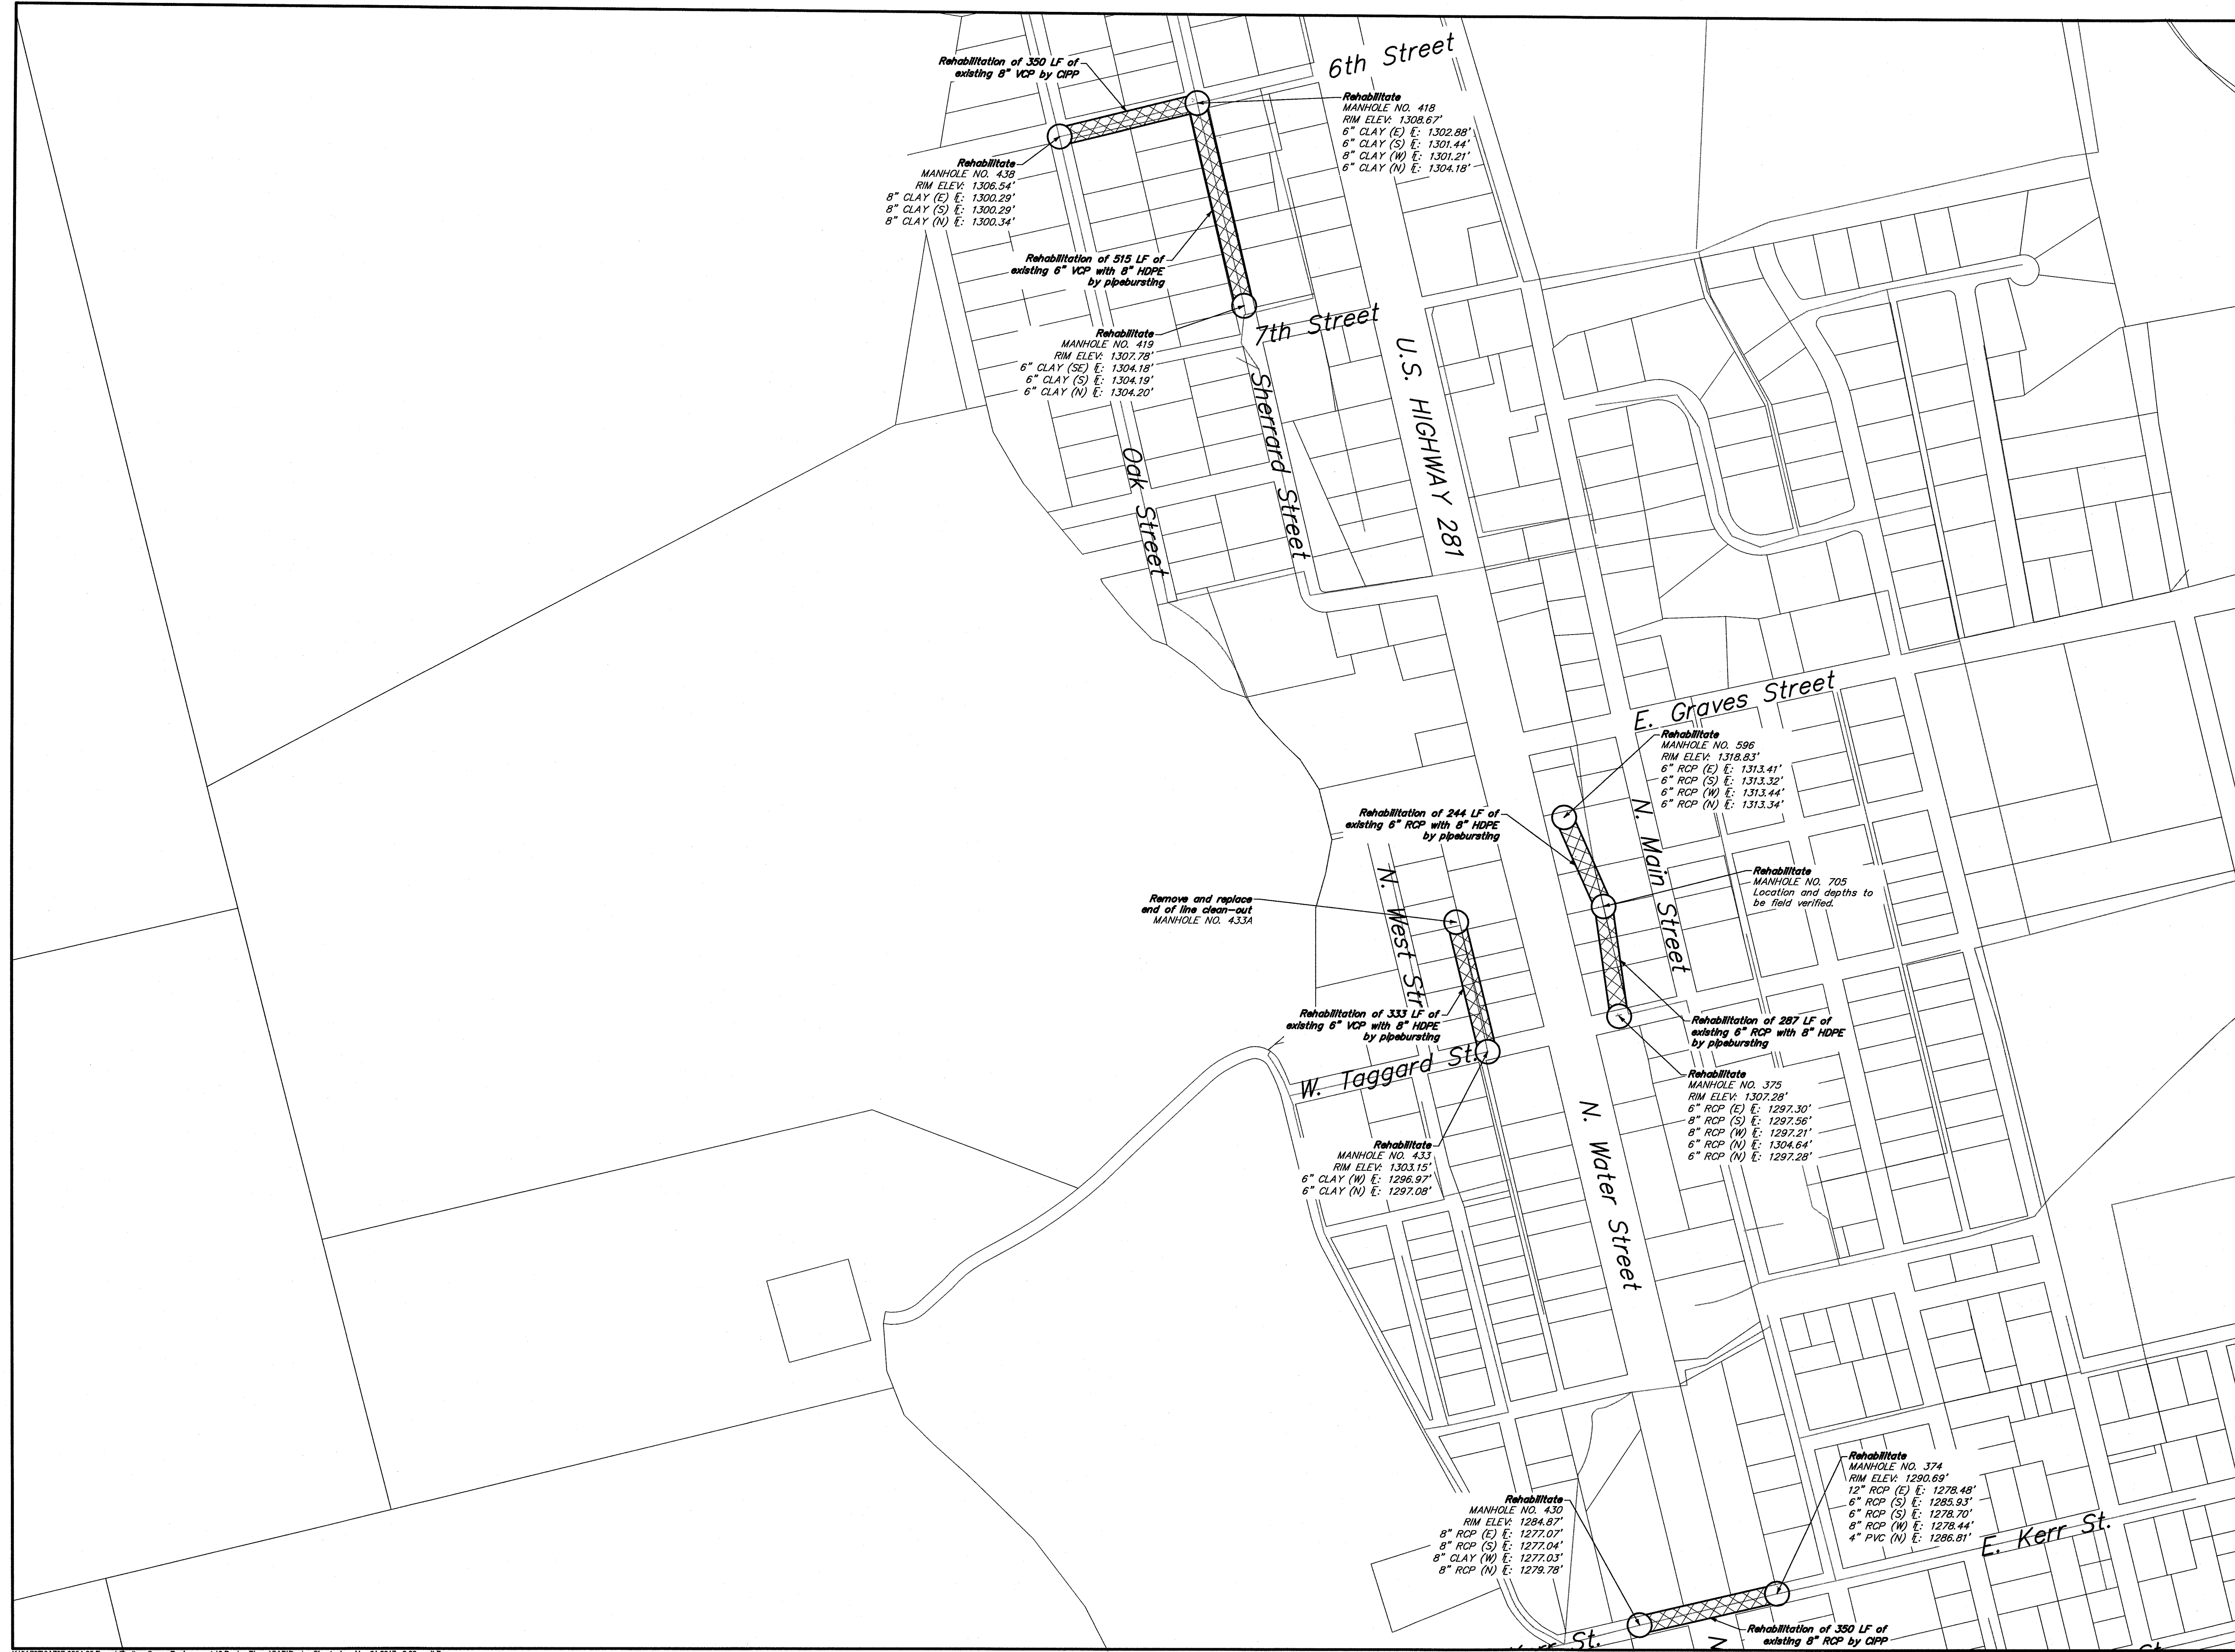 6th Street
Rehabilitation of 350 LF of
existing 8" VCP by CIPP
Rehabilitate
MANHOLE NO. 418
RIM ELEV: 1308.67'
6" CLAY (E) ℄: 1302.88'
6" CLAY (S) ℄: 1301.44'
8" CLAY (W) ℄: 1301.21'
6" CLAY (N) ℄: 1304.18'
Rehabilitate
MANHOLE NO. 438
RIM ELEV: 1306.54'
8" CLAY (E) ℄: 1300.29'
8" CLAY (S) ℄: 1300.29'
8" CLAY (N) ℄: 1300.34'
Rehabilitation of 515 LF of
existing 6" VCP with 8" HDPE
by pipebursting
7th Street
Rehabilitate
MANHOLE NO. 419
RIM ELEV: 1307.78'
6" CLAY (SE) ℄: 1304.18'
6" CLAY (S) ℄: 1304.19'
6" CLAY (N) ℄: 1304.20'
U.S. HIGHWAY 281
Sherrard Street
Oak Street
E. Graves Street
Rehabilitate
MANHOLE NO. 596
RIM ELEV: 1318.83'
6" RCP (E) ℄: 1313.41'
6" RCP (S) ℄: 1313.32'
6" RCP (W) ℄: 1313.44'
6" RCP (N) ℄: 1313.34'
Rehabilitation of 244 LF of
existing 6" RCP with 8" HDPE
by pipebursting
N. Main Street
Rehabilitate
MANHOLE NO. 705
Location and depths to
be field verified.
Remove and replace
end of line clean-out
MANHOLE NO. 433A
N. West Str
Rehabilitation of 333 LF of
existing 6" VCP with 8" HDPE
by pipebursting
Rehabilitation of 287 LF of
existing 6" RCP with 8" HDPE
by pipebursting
W. Taggard St.
Rehabilitate
MANHOLE NO. 375
RIM ELEV: 1307.28'
6" RCP (E) ℄: 1297.30'
8" RCP (S) ℄: 1297.56'
8" RCP (W) ℄: 1297.21'
6" RCP (N) ℄: 1304.64'
6" RCP (N) ℄: 1297.28'
N. Water Street
Rehabilitate
MANHOLE NO. 433
RIM ELEV: 1303.15'
6" CLAY (W) ℄: 1296.97'
6" CLAY (N) ℄: 1297.08'
Rehabilitate
MANHOLE NO. 374
RIM ELEV: 1290.69'
12" RCP (E) ℄: 1278.48'
6" RCP (S) ℄: 1285.93'
6" RCP (S) ℄: 1278.70'
8" RCP (W) ℄: 1278.44'
4" PVC (N) ℄: 1286.81'
E. Kerr St.
Rehabilitate
MANHOLE NO. 430
RIM ELEV: 1284.87'
8" RCP (E) ℄: 1277.07'
8" RCP (S) ℄: 1277.04'
8" CLAY (W) ℄: 1277.03'
8" RCP (N) ℄: 1279.78'
Rehabilitation of 350 LF of
existing 8" RCP by CIPP
St.